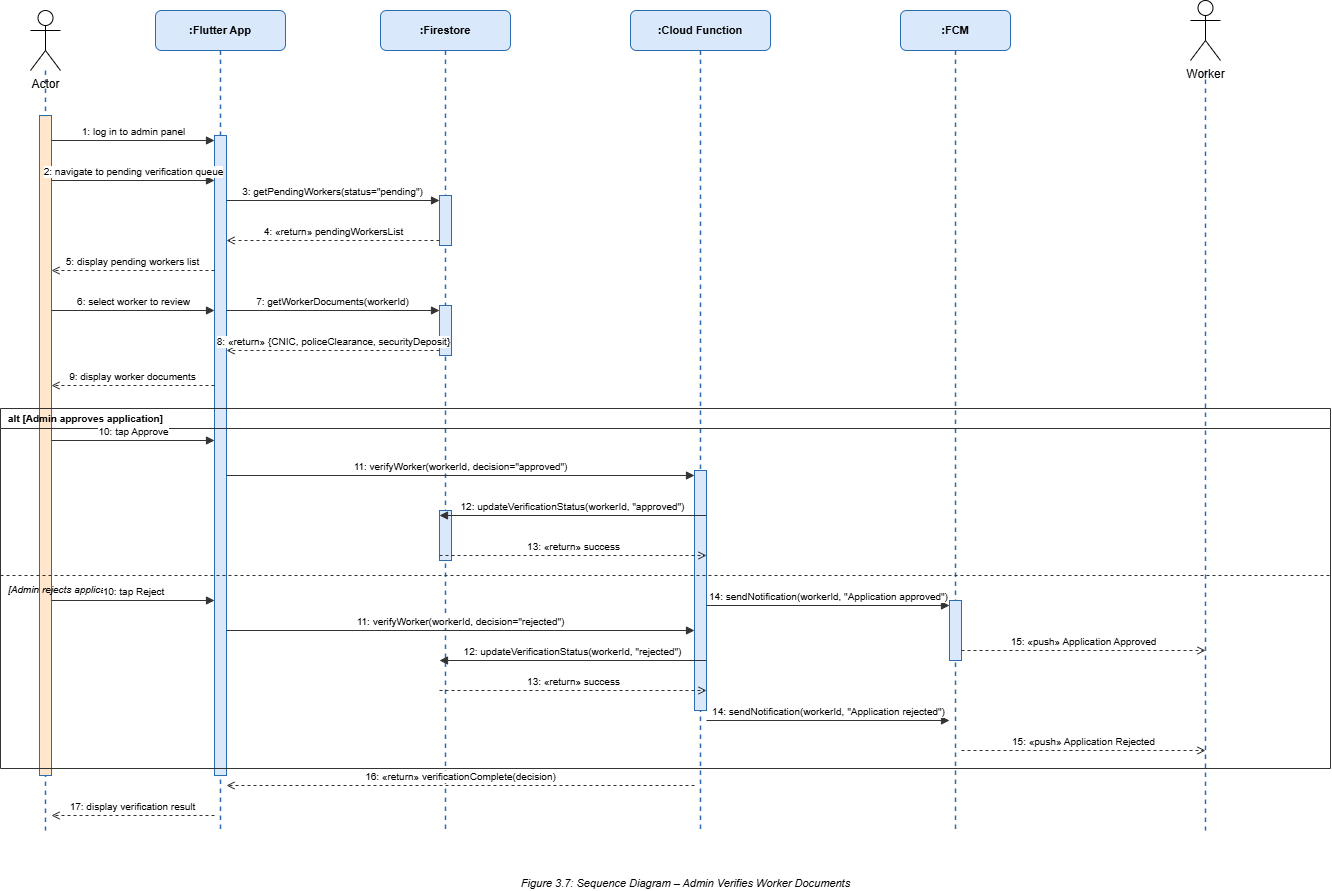 :Flutter App
:Firestore
:Cloud Function
:FCM
Actor
Worker
1: log in to admin panel
2: navigate to pending verification queue
3: getPendingWorkers(status="pending")
4: «return» pendingWorkersList
5: display pending workers list
6: select worker to review
7: getWorkerDocuments(workerId)
8: «return» {CNIC, policeClearance, securityDeposit}
9: display worker documents
alt [Admin approves application]
10: tap Approve
11: verifyWorker(workerId, decision="approved")
12: updateVerificationStatus(workerId, "approved")
13: «return» success
[Admin rejects applic
10: tap Reject
14: sendNotification(workerId, "Application approved")
11: verifyWorker(workerId, decision="rejected")
15: «push» Application Approved
12: updateVerificationStatus(workerId, "rejected")
13: «return» success
14: sendNotification(workerId, "Application rejected")
15: «push» Application Rejected
16: «return» verificationComplete(decision)
17: display verification result
Figure 3.7: Sequence Diagram – Admin Verifies Worker Documents